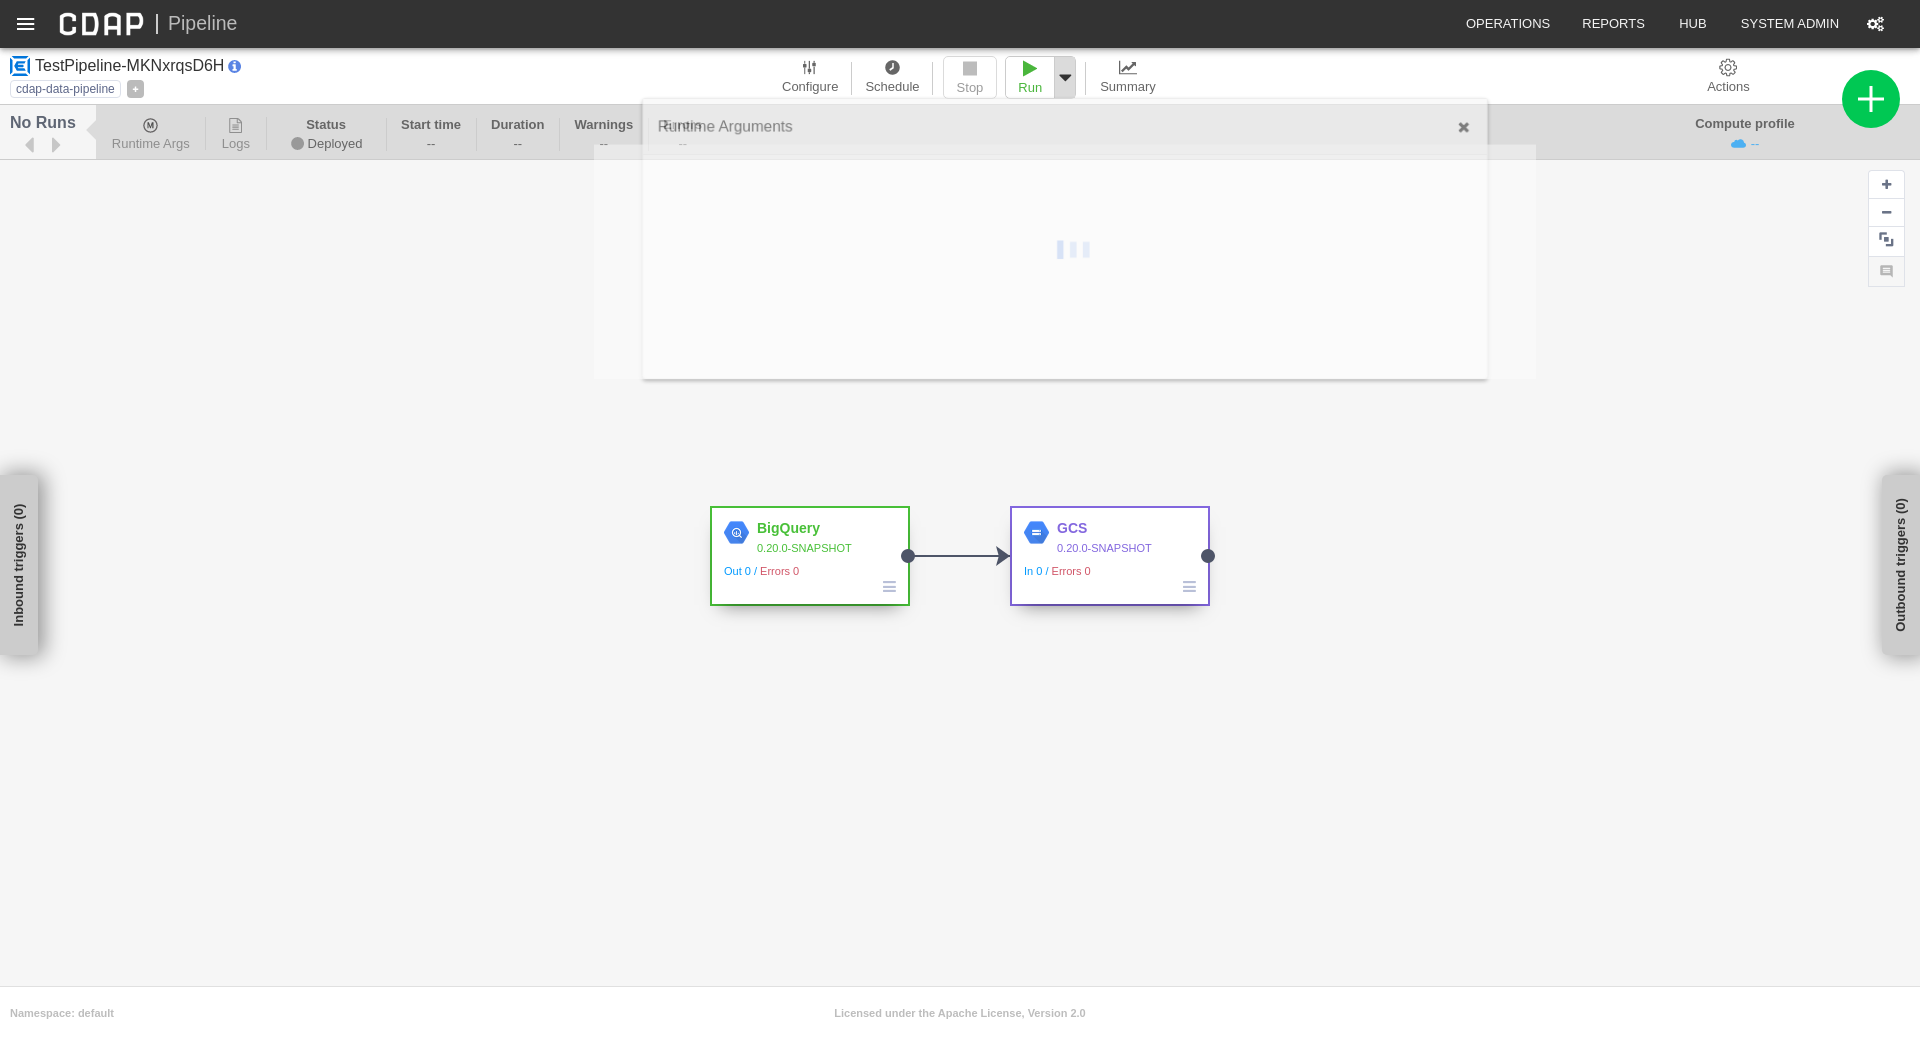 CDAP | Pipeline
OPERATIONS REPORTS HUB SYSTEM ADMIN
TestPipeline-MKNxrqsD6H
cdap-data-pipeline
Configure Schedule Stop Run Summary Actions
No Runs
Runtime Args Logs
Status
Deployed
Start time
--
Duration
--
Warnings
--
Errors
--
Runtime Arguments
Compute profile
--
Inbound triggers (0)
BigQuery
0.20.0-SNAPSHOT
Out 0 / Errors 0
GCS
0.20.0-SNAPSHOT
In 0 / Errors 0
Outbound triggers (0)
Namespace: default
Licensed under the Apache License, Version 2.0